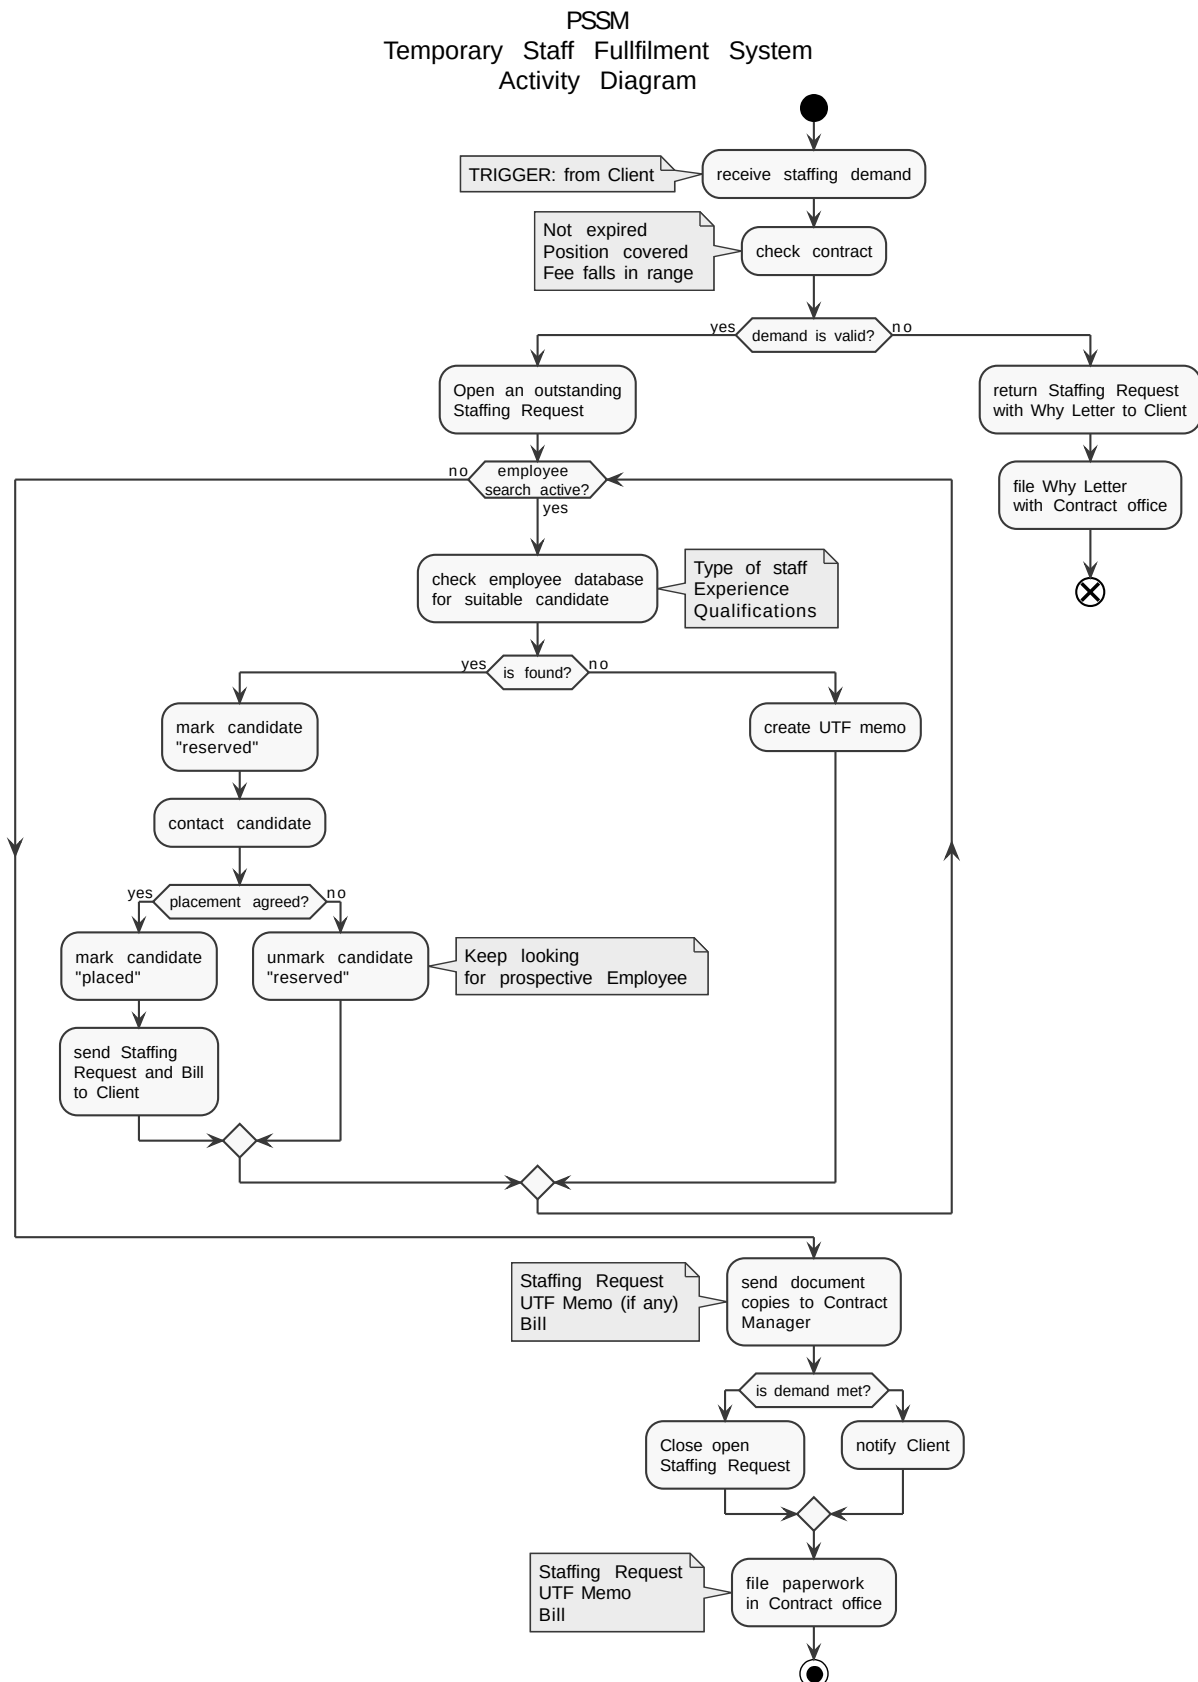 PSSM
Temporary Staff Fullfilment System
Activity Diagram
TRIGGER: from Client
receive staffing demand
Not expired
Position covered
Fee falls in range
check contract
yes
demand is valid?
no
Open an outstanding
Staffing Request
return Staffing Request
with Why Letter to Client
no
employee
search active?
yes
file Why Letter
with Contract office
check employee database
for suitable candidate
Type of staff
Experience
Qualifications
yes
is found?
no
mark candidate
"reserved"
create UTF memo
contact candidate
yes
placement agreed?
no
mark candidate
"placed"
unmark candidate
"reserved"
Keep looking
for prospective Employee
send Staffing
Request and Bill
to Client
Staffing Request
UTF Memo (if any)
Bill
send document
copies to Contract
Manager
is demand met?
Close open
Staffing Request
notify Client
Staffing Request
UTF Memo
Bill
file paperwork
in Contract office